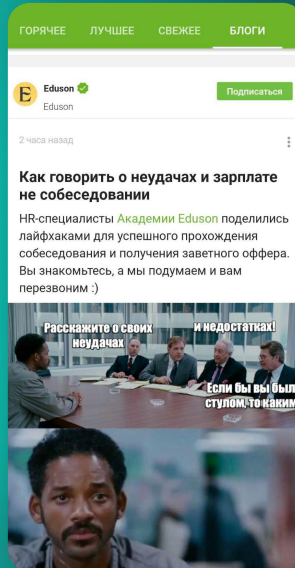 ГОРЯЧЕЕ ЛУЧШЕЕ СВЕЖЕЕ БЛОГИ
E Eduson
Eduson
Подписаться
2 часа назад
Как говорить о неудачах и зарплате
не собеседовании
HR-специалисты Академии Eduson поделились
лайфхаками для успешного прохождения
собеседования и получения заветного оффера.
Вы знакомьтесь, а мы подумаем и вам
перезвоним :)
Расскажите о своих
неудачах
и недостатках!
Если бы вы был
стулом, то каким